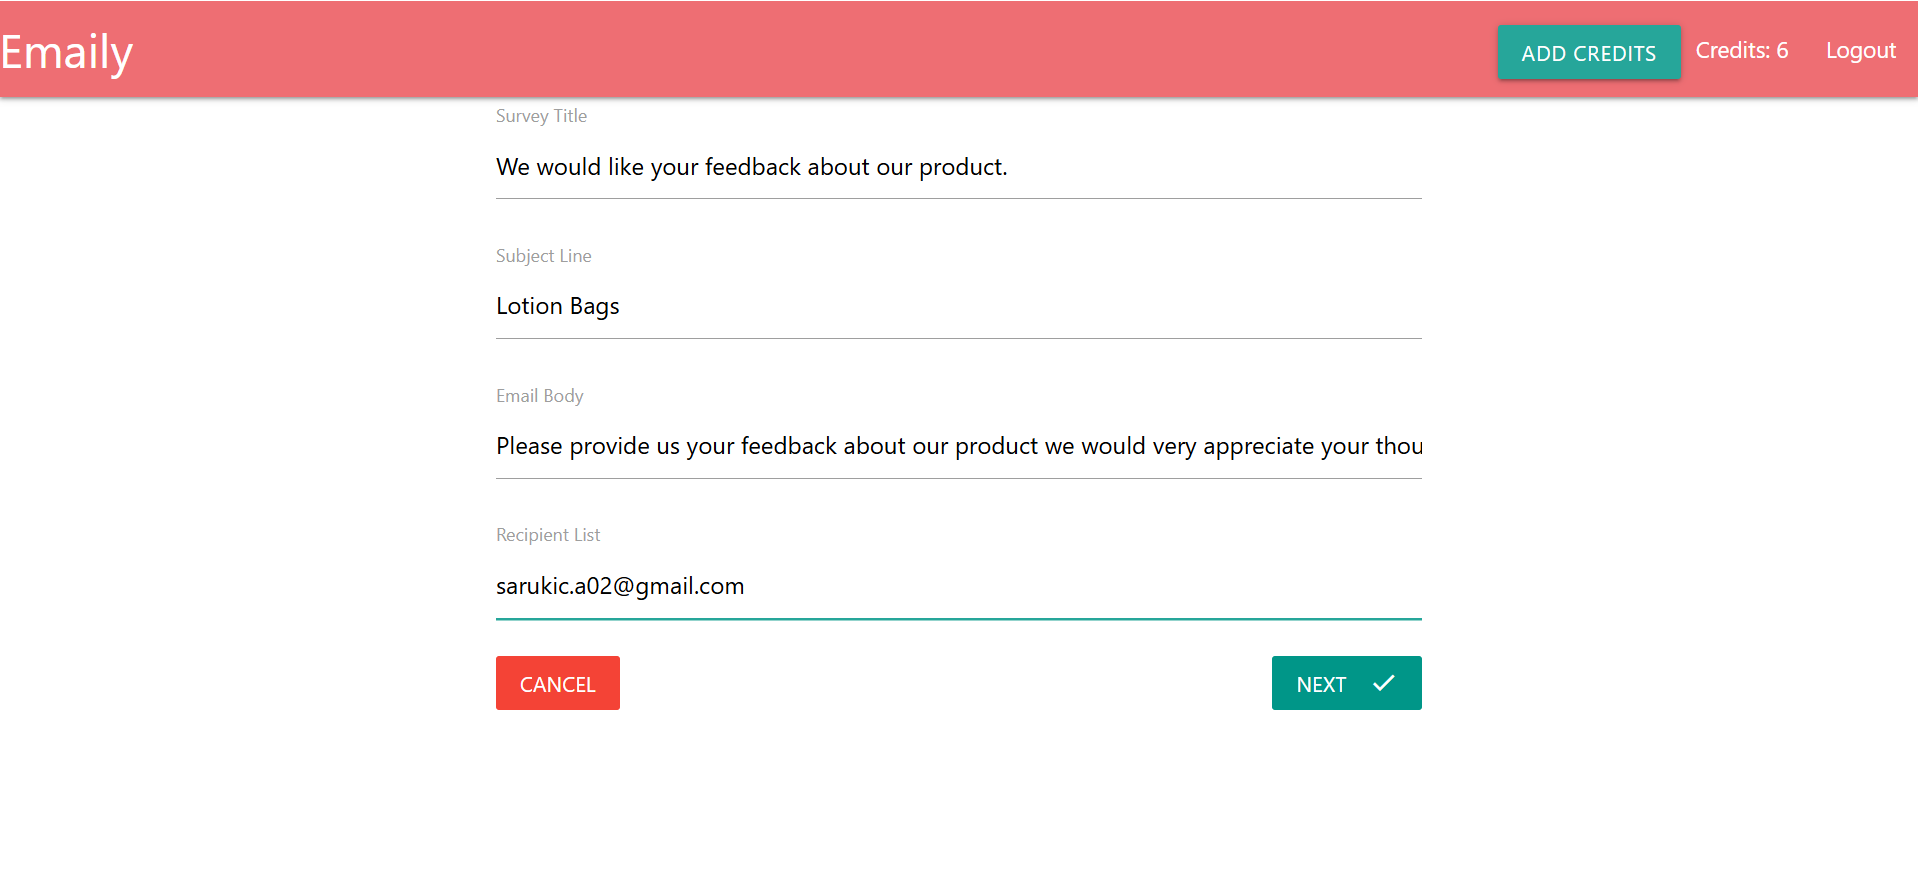 Emaily
ADD CREDITS
Credits: 6
Logout
Survey Title
We would like your feedback about our product.
Subject Line
Lotion Bags
Email Body
Please provide us your feedback about our product we would very appreciate your thou
Recipient List
sarukic.a02@gmail.com
CANCEL
NEXT